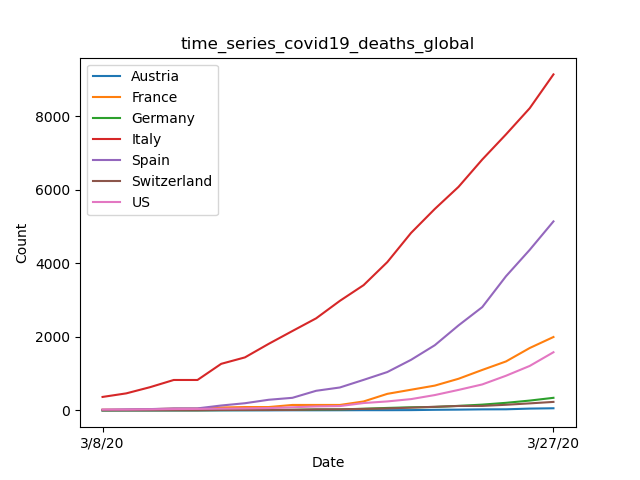 time_series_covid19_deaths_global
Austria
France
Germany
Italy
Spain
Switzerland
US
8000
6000
4000
2000
0
Count
3/8/20
3/27/20
Date